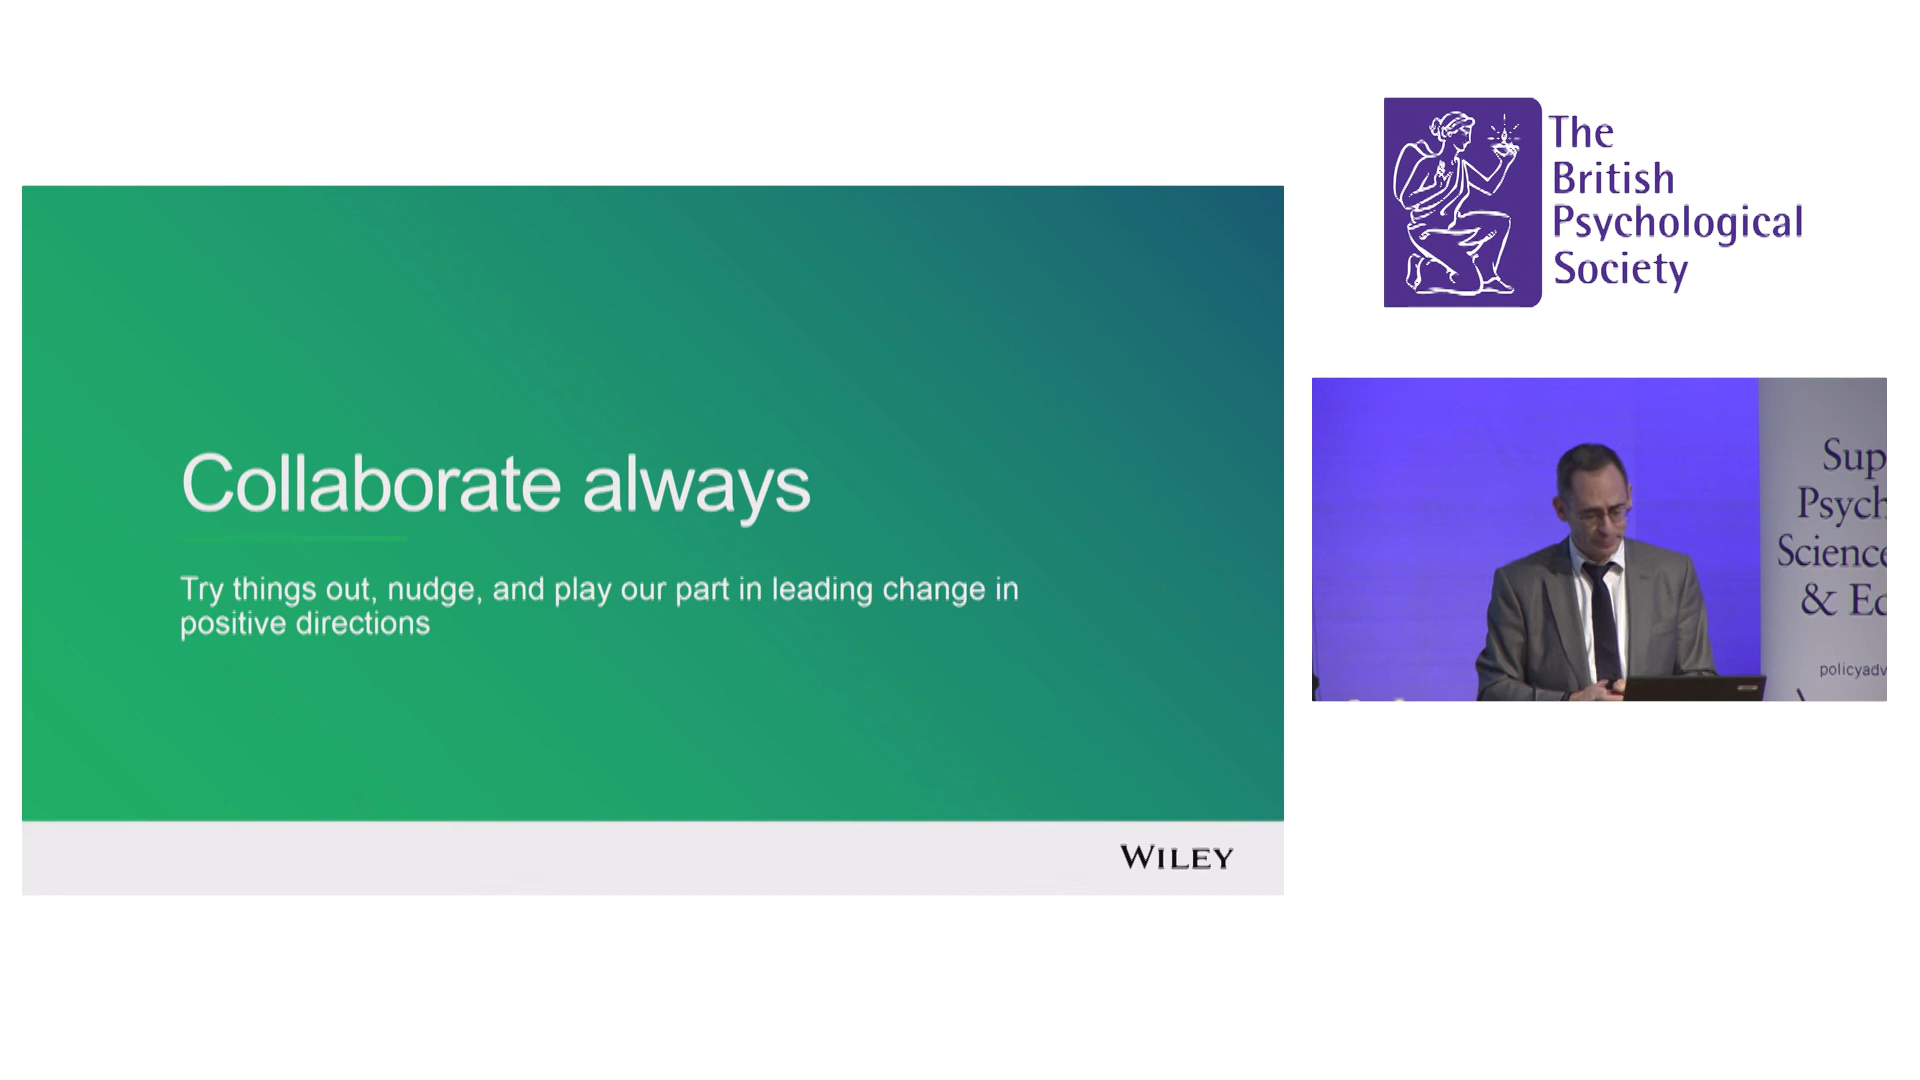 Collaborate always
Try things out, nudge, and play our part in leading change in
positive directions
WILEY
The
British
Psychological
Society
Sup
Psych
Science
& Ed
policyadv